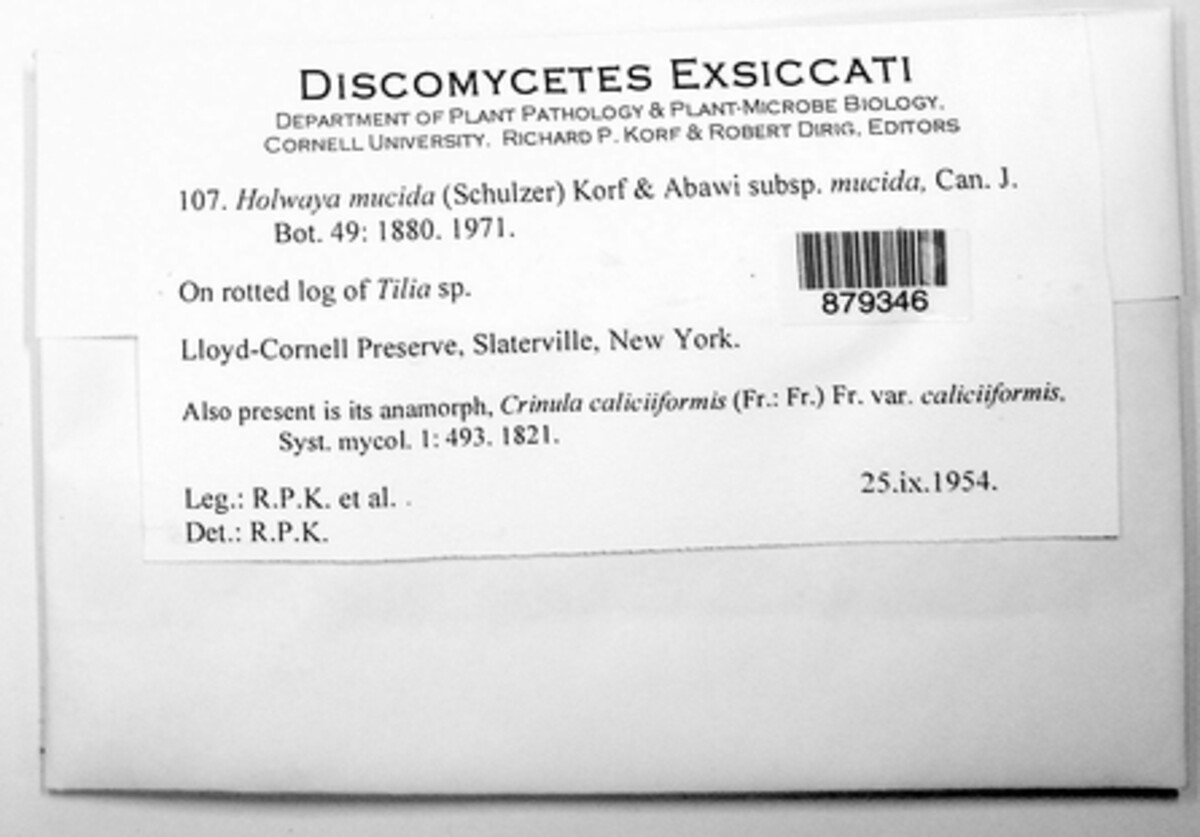 DISCOMYCETES EXSICCATI
DEPARTMENT OF PLANT PATHOLOGY & PLANT-MICROBE BIOLOGY,
CORNELL UNIVERSITY. RICHARD P. KORF & ROBERT DIRIG, EDITORS
107. Holwaya mucida (Schulzer) Korf & Abawi subsp. mucida, Can. J.
Bot. 49: 1880. 1971.
879346
On rotted log of Tilia sp.
Lloyd-Cornell Preserve, Slaterville, New York.
Also present is its anamorph, Crinula caliciiformis (Fr.: Fr.) Fr. var. caliciiformis,
Syst. mycol. 1: 493. 1821.
Leg.: R.P.K. et al.
25.ix.1954.
Det.: R.P.K.